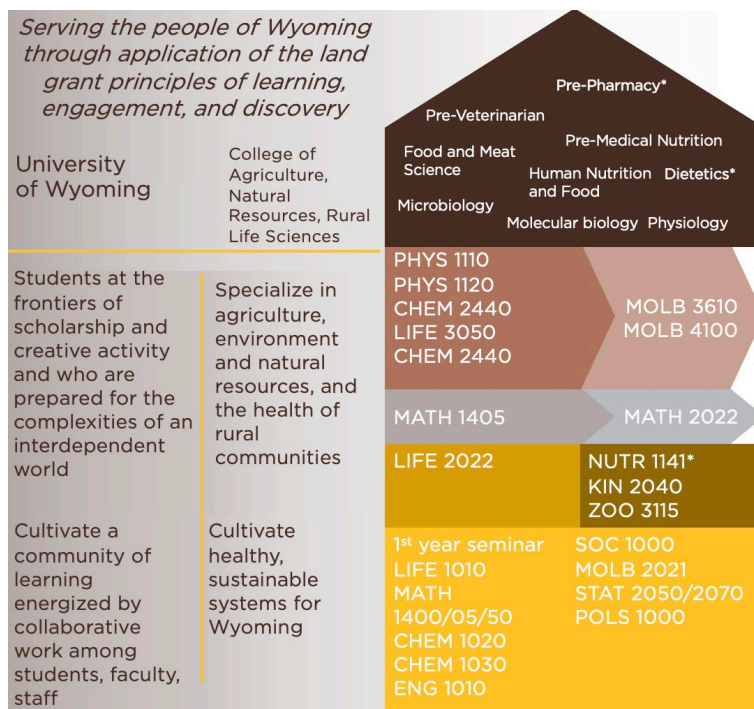 Serving the people of Wyoming
through application of the land
grant principles of learning,
engagement, and discovery
University
of Wyoming
College of
Agriculture,
Natural
Resources, Rural
Life Sciences
Students at the
frontiers of
scholarship and
creative activity
and who are
prepared for the
complexities of an
interdependent
world
Specialize in
agriculture,
environment
and natural
resources, and
the health of
rural
communities
Cultivate a
community of
learning
energized by
collaborative
work among
students, faculty,
staff
Cultivate
healthy,
sustainable
systems for
Wyoming
Pre-Pharmacy*
Pre-Veterinarian
Pre-Medical Nutrition
Food and Meat
Science
Human Nutrition
and Food
Dietetics*
Microbiology
Molecular biology
Physiology
PHYS 1110
PHYS 1120
CHEM 2440
LIFE 3050
CHEM 2440
MOLB 3610
MOLB 4100
MATH 1405
MATH 2022
LIFE 2022
NUTR 1141*
KIN 2040
ZOO 3115
1st year seminar
LIFE 1010
MATH
1400/05/50
CHEM 1020
CHEM 1030
ENG 1010
SOC 1000
MOLB 2021
STAT 2050/2070
POLS 1000